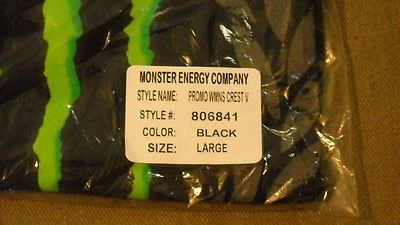 MONSTER ENERGY COMPANY
STYLE NAME: PROMO WMNS CREST V
STYLE #: 806841
COLOR: BLACK
SIZE: LARGE